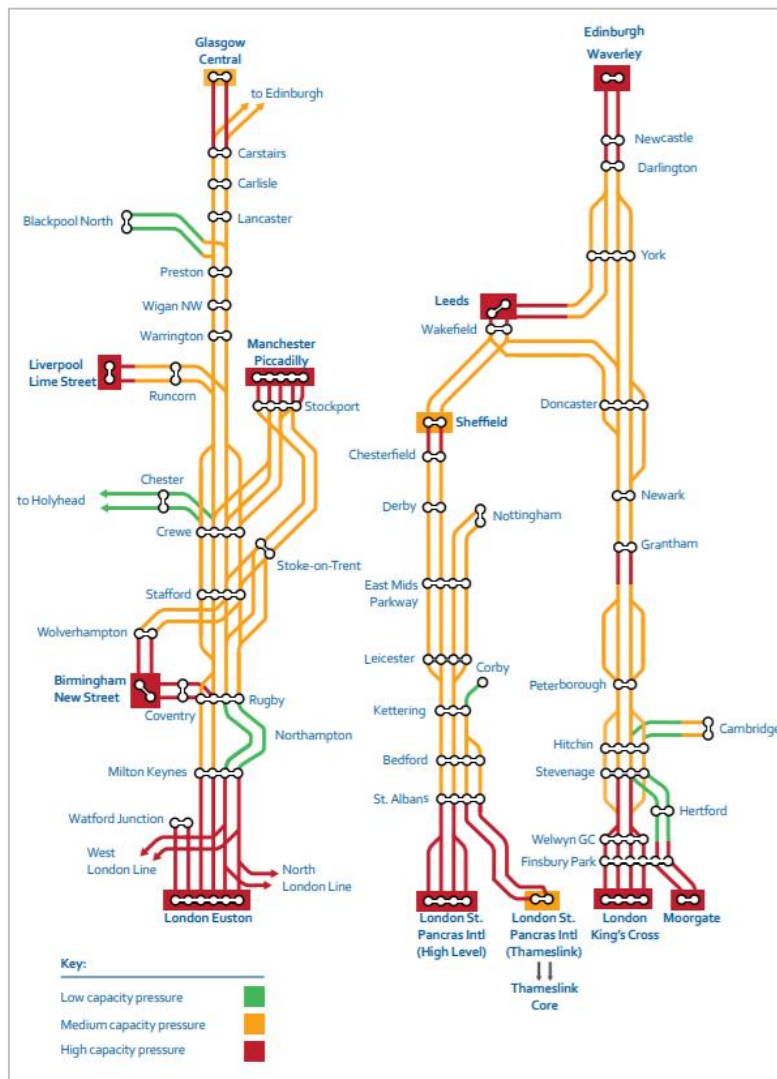 Glasgow
Central
to Edinburgh
Carstairs
Carlisle
Blackpool North
Lancaster
Preston
Wigan NW
Warrington
Liverpool
Lime Street
Runcorn
Manchester
Piccadilly
Stockport
Chester
to Holyhead
Crewe
Stoke-on-Trent
Stafford
Wolverhampton
Birmingham
New Street
Coventry
Rugby
Northampton
Milton Keynes
Watford Junction
West
London Line
North
London Line
London Euston
Edinburgh
Waverley
Newcastle
Darlington
York
Leeds
Wakefield
Doncaster
Sheffield
Chesterfield
Newark
Derby
Nottingham
Grantham
East Mids
Parkway
Leicester
Corby
Peterborough
Kettering
Cambridge
Hitchin
Bedford
Stevenage
St. Albans
Hertford
Welwyn GC
Finsbury Park
London St.
Pancras Intl
(High Level)
London St.
Pancras Intl
(Thameslink)
Thameslink
Core
London
King's Cross
Moorgate
Key:
Low capacity pressure
Medium capacity pressure
High capacity pressure